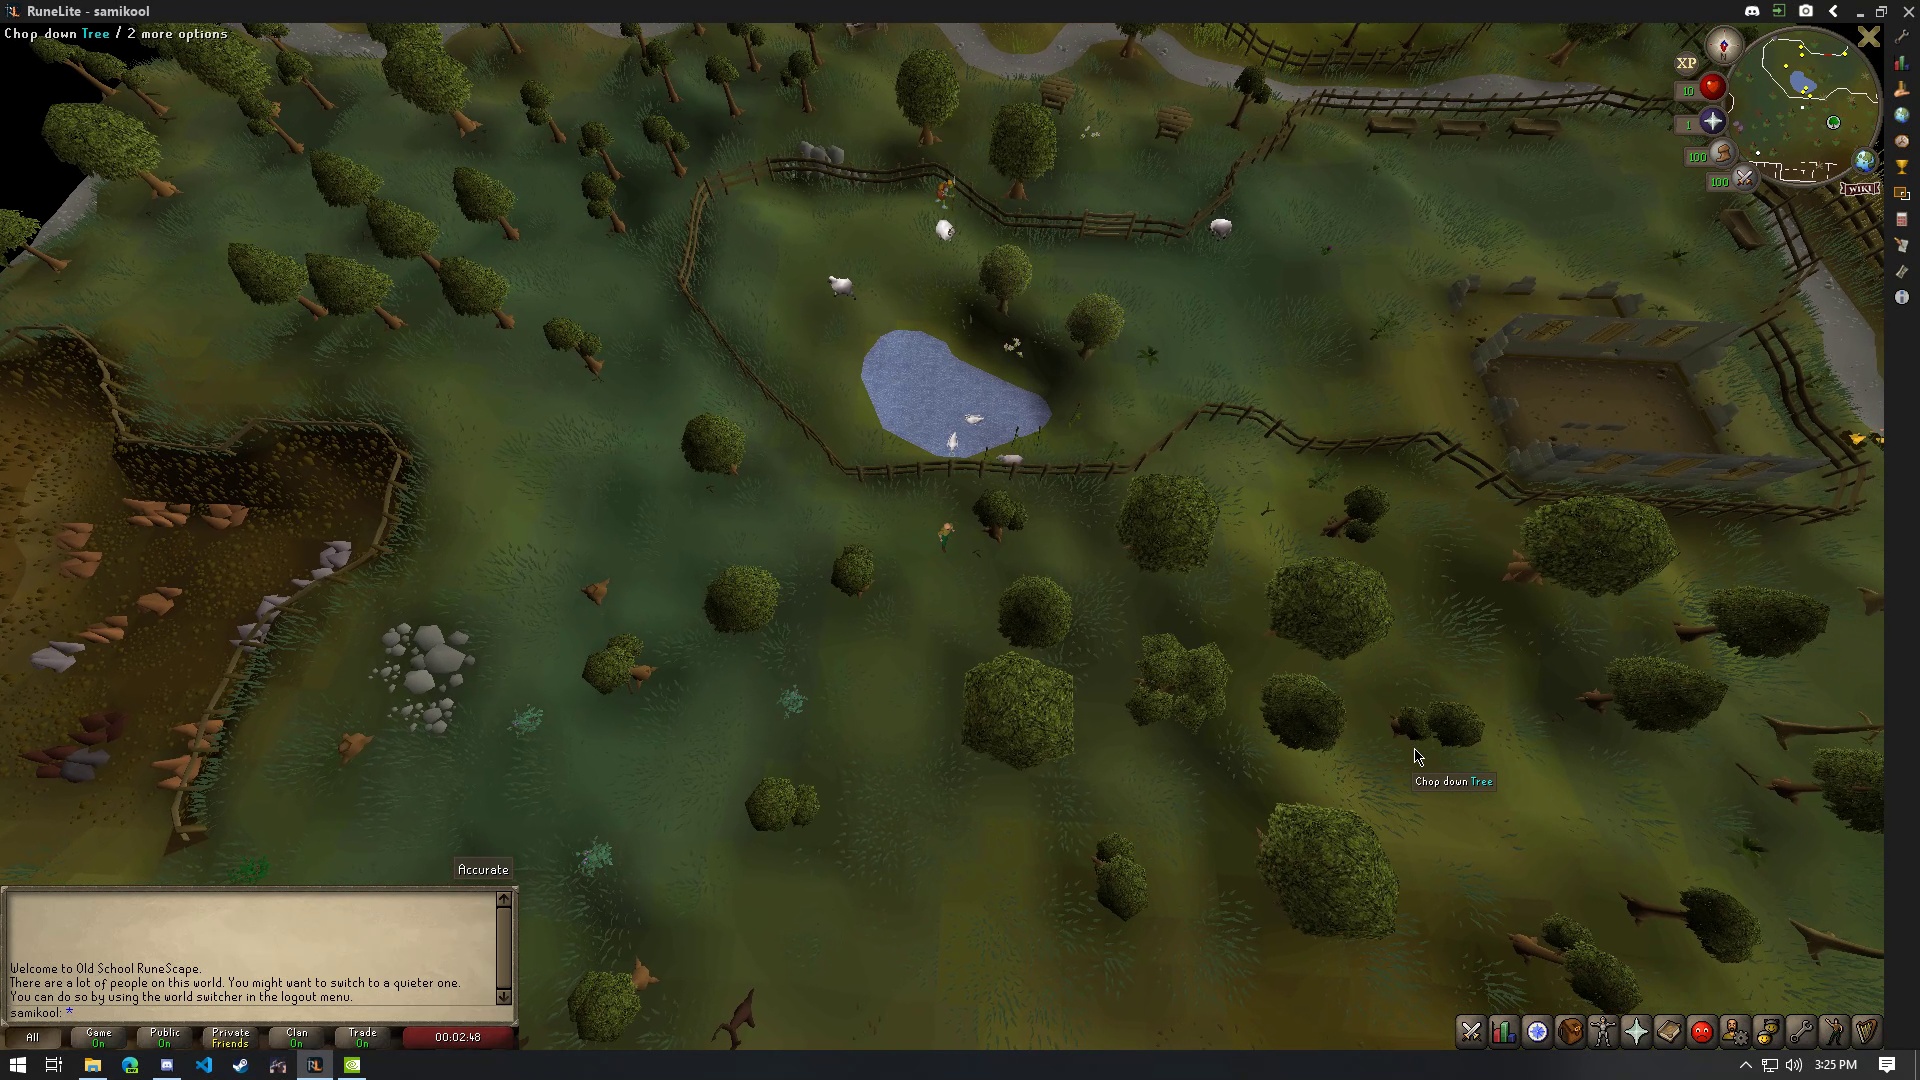 RuneLite - samikool
Chop down Tree / 2 more options
XP
10
1
100
100
WIKI
N
Chop down Tree
Accurate
Welcome to Old School RuneScape.
There are a lot of people on this world. You might want to switch to a quieter one.
You can do so by using the world switcher in the logout menu.
samikool: *
All
Game
On
Public
On
Private
Friends
Clan
On
Trade
On
00:02:48
3:25 PM